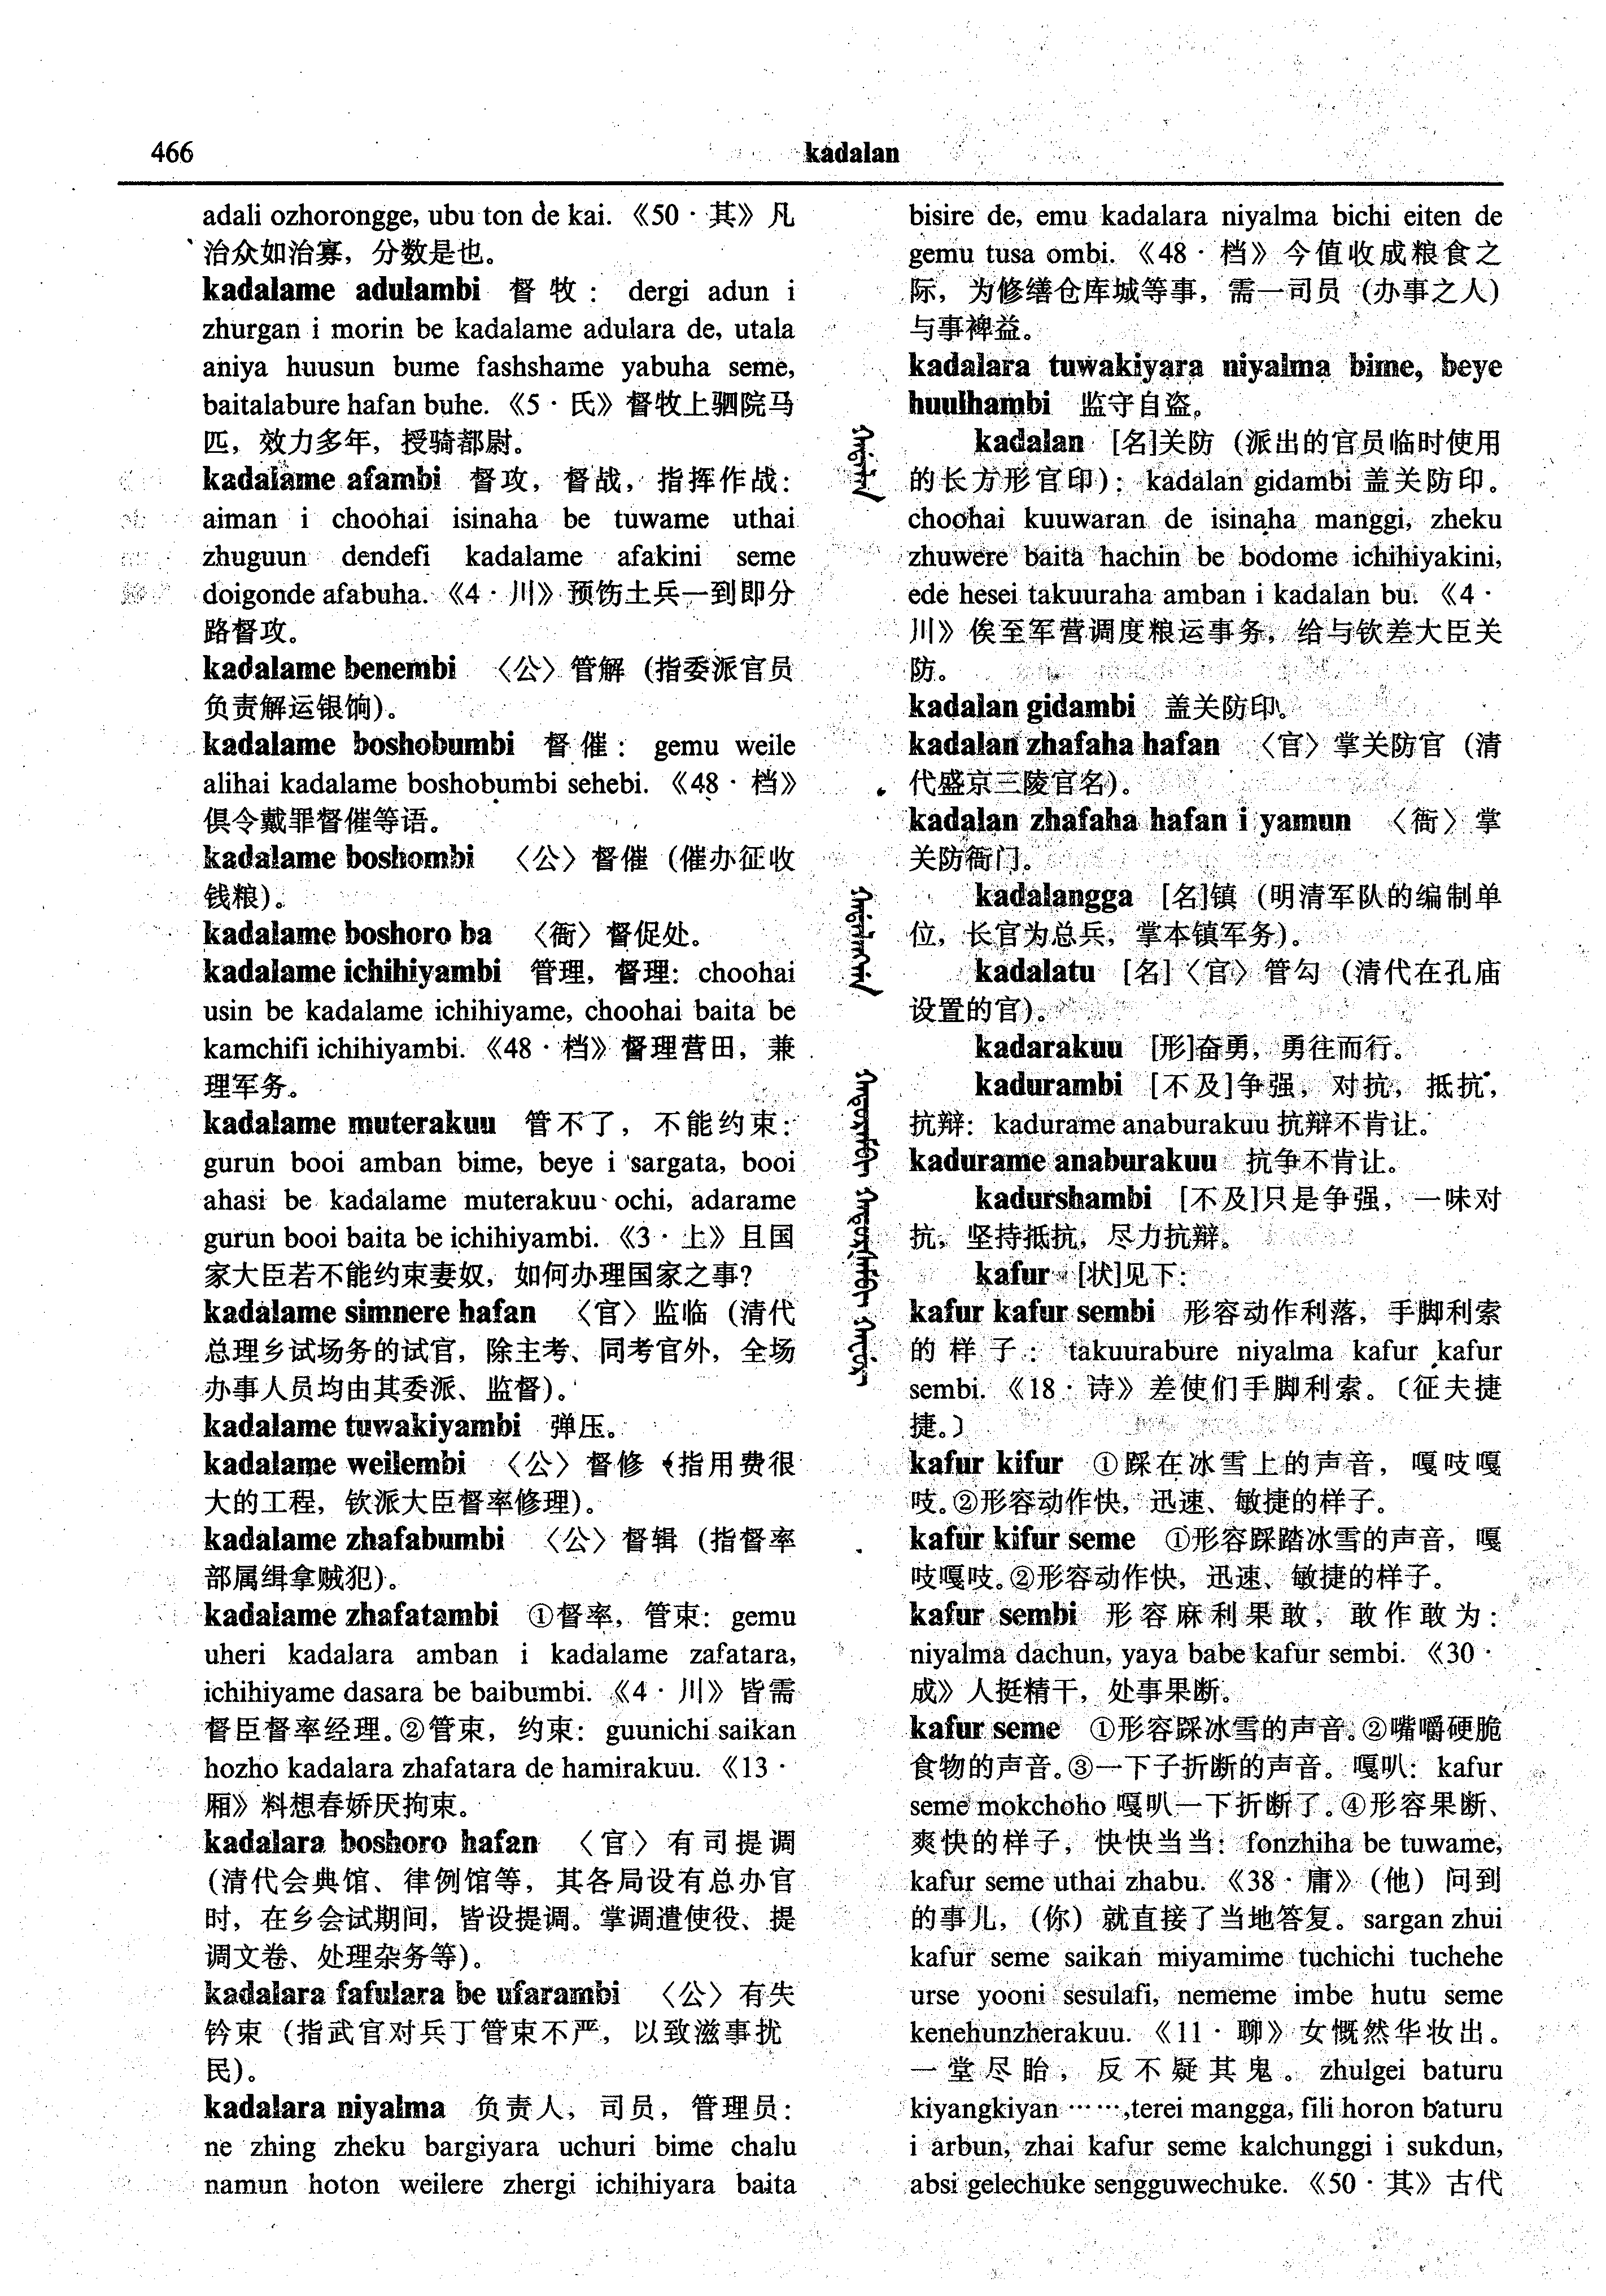 466
kadalan
adali ozhorongge, ubu ton de kai. 《50 · 其》凡
治众如治寡，分数是也。
kadalame adulambi 督牧： dergi adun i
zhurgan i morin be kadalame adulara de, utala
aniya huusun bume fashshame yabuha seme,
baitalabure hafan buhe. 《5 · 氏》督牧上驷院马
匹，效力多年，授骑都尉。
kadalame afambi 督攻，督战，指挥作战：
aiman i choohai isinaha be tuwame uthai
zhuguun dendefi kadalame afakini seme
doigonde afabuha. 《4 · 川》预饬土兵一到即分
路督攻。
kadalame benembi 〈公〉管解（指委派官员
负责解运银饷）。
kadalame boshobumbi 督催： gemu weile
alihai kadalame boshobumbi sehebi. 《48 · 档》
俱令戴罪督催等语。
kadalame boshombi 〈公〉督催（催办征收
钱粮）。
kadalame boshoro ba 〈衙〉督促处。
kadalame ichihiyambi 管理，督理： choohai
usin be kadalame ichihiyame, choohai baita be
kamchifi ichihiyambi. 《48 · 档》督理营田，兼
理军务。
kadalame muterakuu 管不了，不能约束：
gurun booi amban bime, beye i sargata, booi
ahasi be kadalame muterakuu ochi, adarame
gurun booi baita be ichihiyambi. 《3 · 上》且国
家大臣若不能约束妻奴，如何办理国家之事？
kadalame simnere hafan 〈官〉监临（清代
总理乡试场务的试官，除主考、同考官外，全场
办事人员均由其委派、监督）。
kadalame tuwakiyambi 弹压。
kadalame weilembi 〈公〉督修（指用费很
大的工程，钦派大臣督率修理）。
kadalame zhafabumbi 〈公〉督辑（指督率
部属缉拿贼犯）。
kadalame zhafatambi ①督率，管束： gemu
uheri kadalara amban i kadalame zafatara,
ichihiyame dasara be baibumbi. 《4 · 川》皆需
督臣督率经理。②管束，约束： guunichi saikan
hozho kadalara zhafatara de hamirakuu. 《13 ·
厢》料想春娇厌拘束。
kadalara boshoro hafan 〈官〉有司提调
（清代会典馆、律例馆等，其各局设有总办官
时，在乡会试期间，皆设提调。掌调遣使役、提
调文卷、处理杂务等）。
kadalara fafulara be ufarambi 〈公〉有失
钤束（指武官对兵丁管束不严，以致滋事扰
民）。
kadalara niyalma 负责人，司员，管理员：
ne zhing zheku bargiyara uchuri bime chalu
namun hoton weilere zhergi ichihiyara baita
bisire de, emu kadalara niyalma bichi eiten de
gemu tusa ombi. 《48 · 档》今值收成粮食之
际，为修缮仓库城等事，需一司员（办事之人）
与事裨益。
kadalara tuwakiyara niyalma bime, beye
huulhambi 监守自盗。
kadalan [名]关防（派出的官员临时使用
的长方形官印）： kadalan gidambi 盖关防印。
choohai kuuwaran de isinaha manggi, zheku
zhuwere baita hachin be bodome ichihiyakini,
ede hesei takuuraha amban i kadalan bu. 《4 ·
川》俟至军营调度粮运事务，给与钦差大臣关
防。
kadalan gidambi 盖关防印。
kadalan zhafaha hafan 〈官〉掌关防官（清
代盛京三陵官名）。
kadalan zhafaha hafan i yamun 〈衙〉掌
关防衙门。
kadalangga [名]镇（明清军队的编制单
位，长官为总兵，掌本镇军务）。
kadalatu [名]〈官〉管勾（清代在孔庙
设置的官）。
kadarakuu [形]奋勇，勇往而行。
kadurambi [不及]争强，对抗，抵抗，
抗辩： kadurame anaburakuu 抗辩不肯让。
kadurame anaburakuu 抗争不肯让。
kadurshambi [不及]只是争强，一味对
抗，坚持抵抗，尽力抗辩。
kafur [状]见下：
kafur kafur sembi 形容动作利落，手脚利索
的样子： takuurabure niyalma kafur kafur
sembi. 《18 · 诗》差使们手脚利索。〔征夫捷
捷。〕
kafur kifur ①踩在冰雪上的声音，嘎吱嘎
吱。②形容动作快，迅速、敏捷的样子。
kafur kifur seme ①形容踩踏冰雪的声音，嘎
吱嘎吱。②形容动作快，迅速、敏捷的样子。
kafur sembi 形容麻利果敢，敢作敢为：
niyalma dachun, yaya babe kafur sembi. 《30 ·
成》人挺精干，处事果断。
kafur seme ①形容踩冰雪的声音。②嘴嚼硬脆
食物的声音。③一下子折断的声音。嘎叭： kafur
seme mokchoho 嘎叭一下折断了。④形容果断、
爽快的样子，快快当当： fonzhiha be tuwame,
kafur seme uthai zhabu. 《38 · 庸》（他）问到
的事儿，（你）就直接了当地答复。sargan zhui
kafur seme saikan miyamime tuchichi tuchehe
urse yooni sesulafi, nememe imbe hutu seme
kenehunzherakuu. 《11 · 聊》女慨然华妆出。
一堂尽眙，反不疑其鬼。zhulgei baturu
kiyangkiyan ……,terei mangga, fili horon baturu
i arbun, zhai kafur seme kalchunggi i sukdun,
absi gelechuke sengguwechuke. 《50 · 其》古代